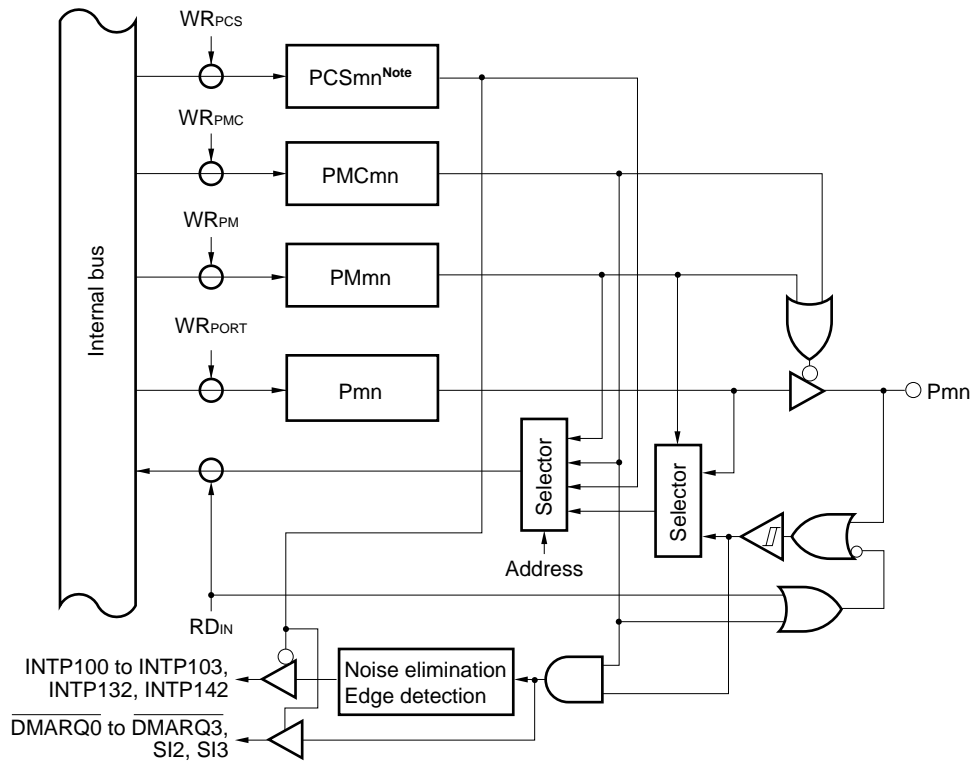 WRPCS
PCSmnNote
WRPMC
PMCmn
WRPM
PMmn
Internal bus
WRPORT
Pmn
Pmn
Selector
Selector
Address
RDIN
INTP100 to INTP103,
INTP132, INTP142
Noise elimination
Edge detection
DMARQ0 to DMARQ3,
SI2, SI3